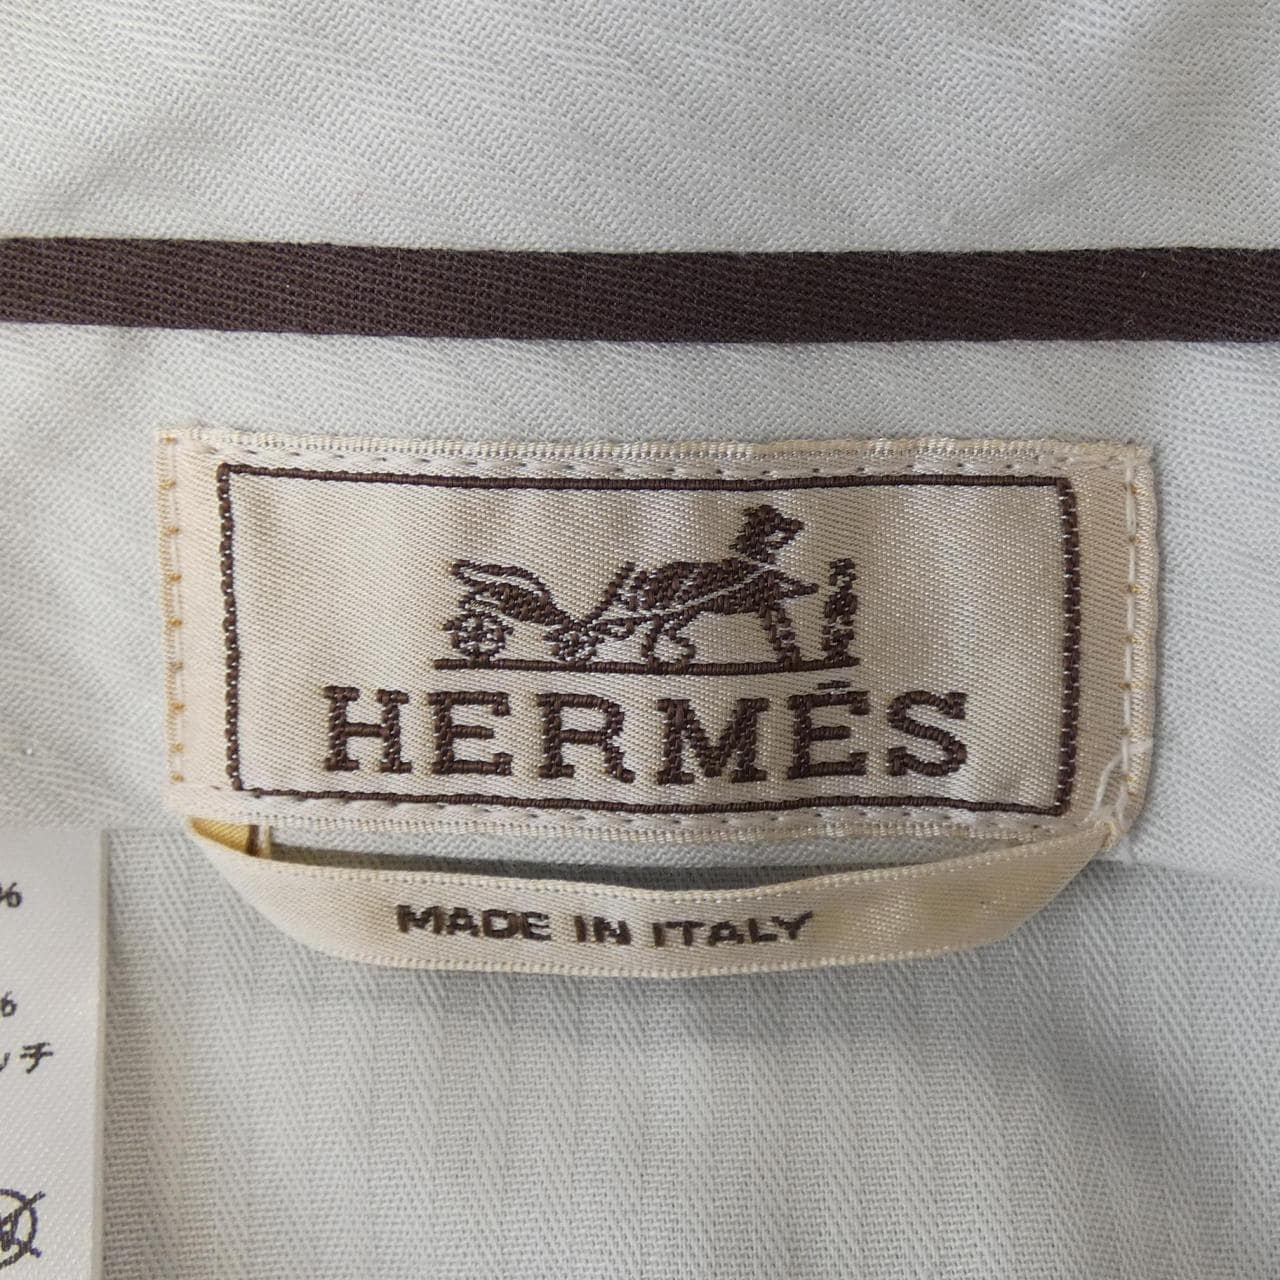 HERMÈS
MADE IN ITALY
%
%
ッチ